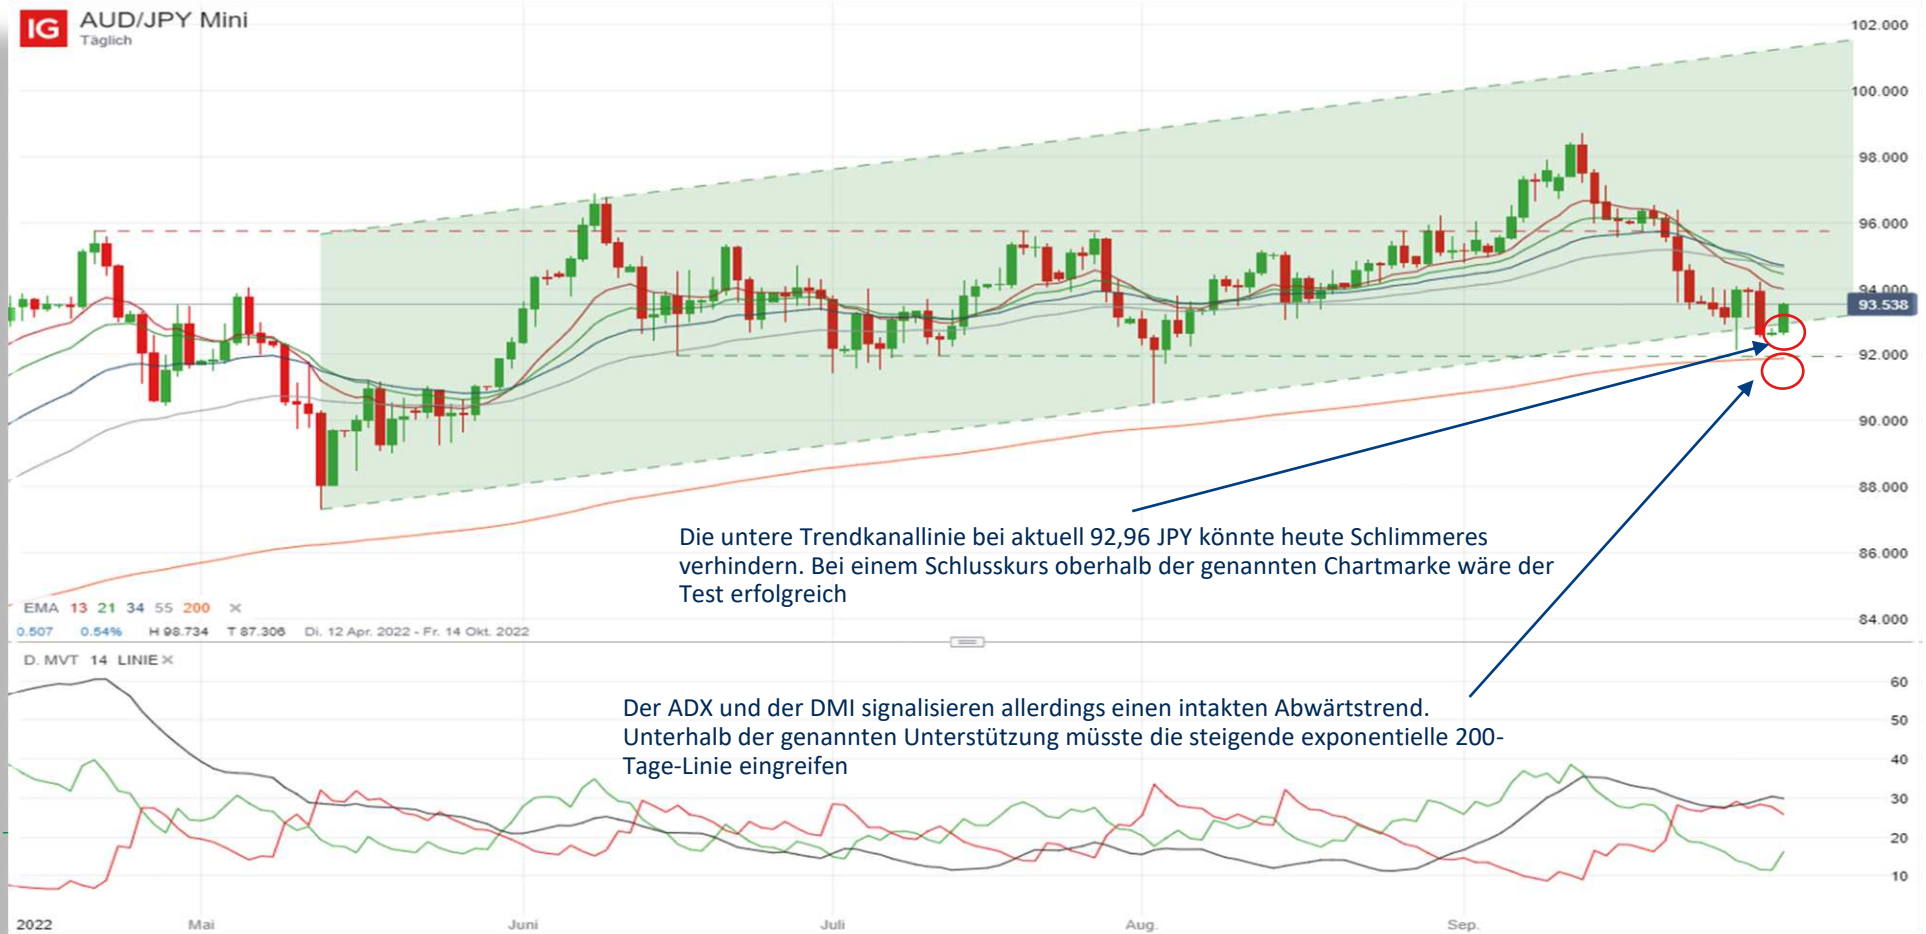 IG
AUD/JPY Mini
Täglich
102.000
100.000
98.000
96.000
94.000
93.538
92.000
90.000
88.000
86.000
84.000
Die untere Trendkanallinie bei aktuell 92,96 JPY könnte heute Schlimmeres
verhindern. Bei einem Schlusskurs oberhalb der genannten Chartmarke wäre der
Test erfolgreich
EMA 13 21 34 55 200 ×
0.507 0.54% H 98.734 T 87.306 Di. 12 Apr. 2022 - Fr. 14 Okt. 2022
D. MVT 14 LINIE ×
Der ADX und der DMI signalisieren allerdings einen intakten Abwärtstrend.
Unterhalb der genannten Unterstützung müsste die steigende exponentielle 200-
Tage-Linie eingreifen
60
50
40
30
20
10
2022 Mai Juni Juli Aug. Sep.